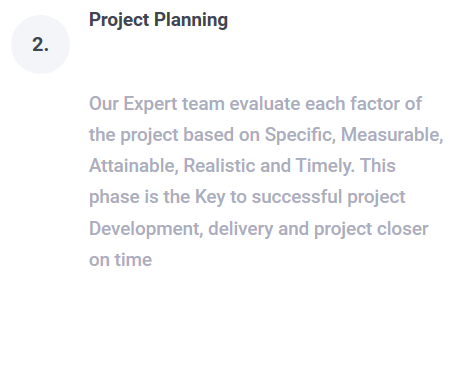 Project Planning
2.
Our Expert team evaluate each factor of
the project based on Specific, Measurable,
Attainable, Realistic and Timely. This
phase is the Key to successful project
Development, delivery and project closer
on time